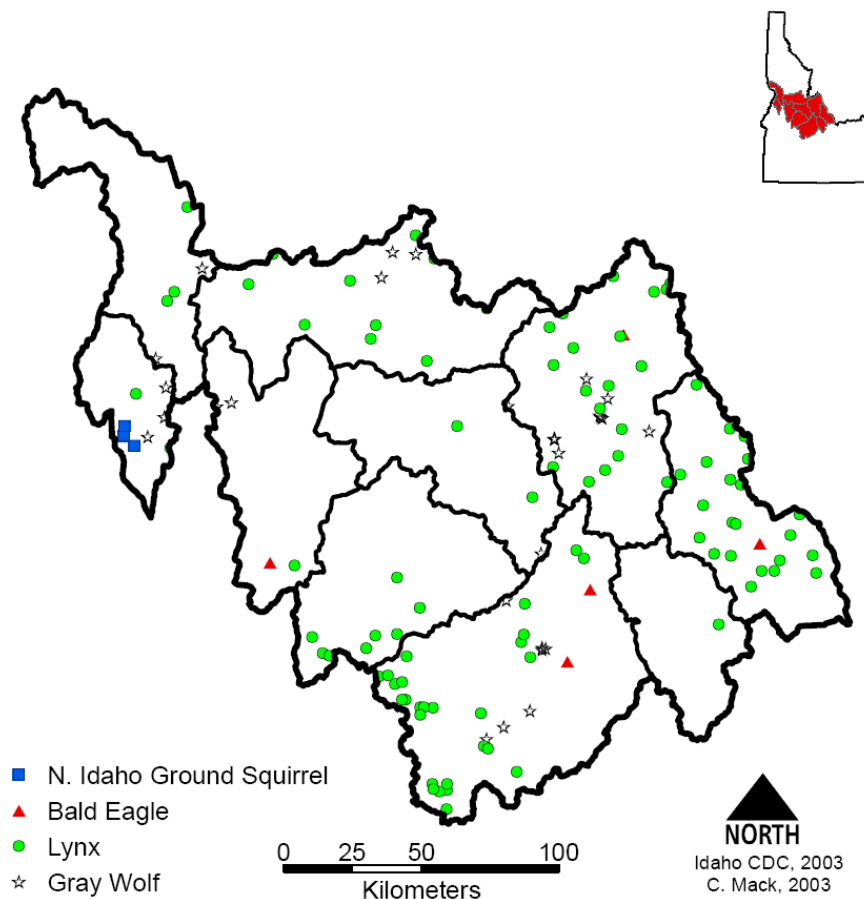 N. Idaho Ground Squirrel
Bald Eagle
Lynx
Gray Wolf
0 25 50 100
Kilometers
NORTH
Idaho CDC, 2003
C. Mack, 2003